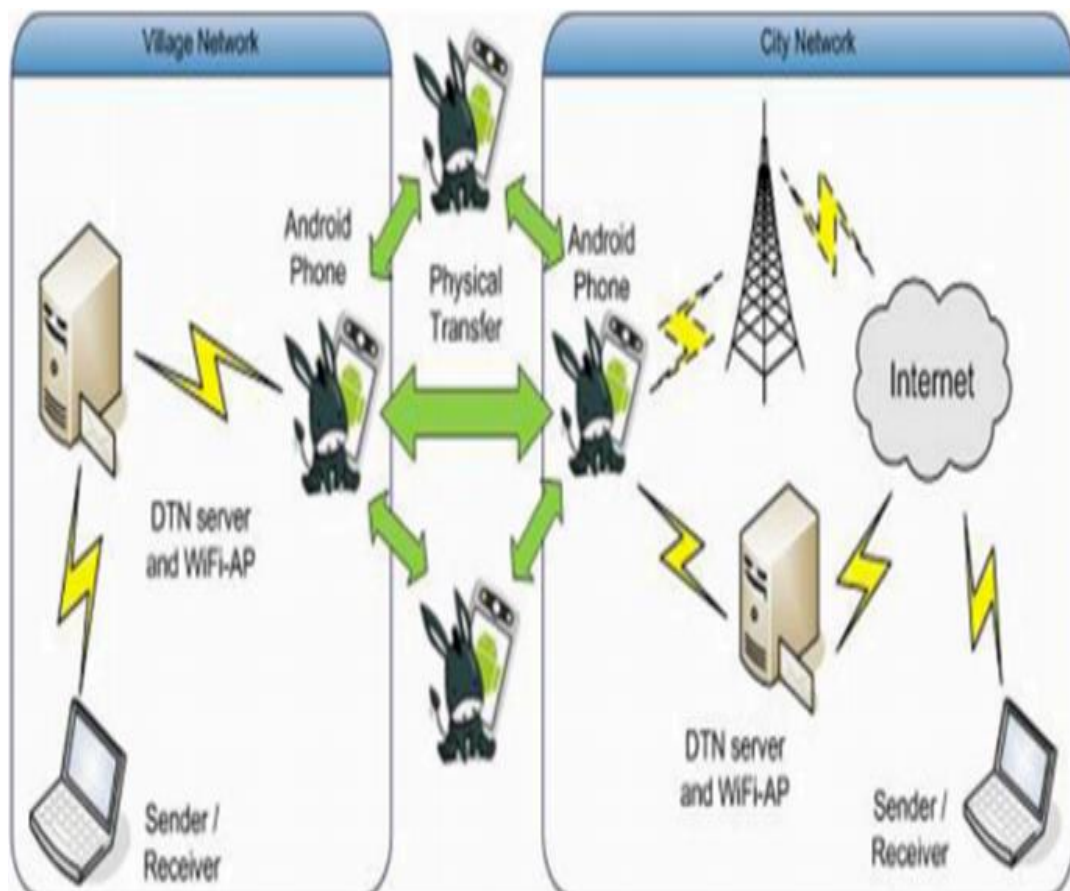 Village Network
City Network
Android
Phone
Physical
Transfer
Android
Phone
Internet
DTN server
and WiFi-AP
DTN server
and WiFi-AP
Sender /
Receiver
Sender /
Receiver